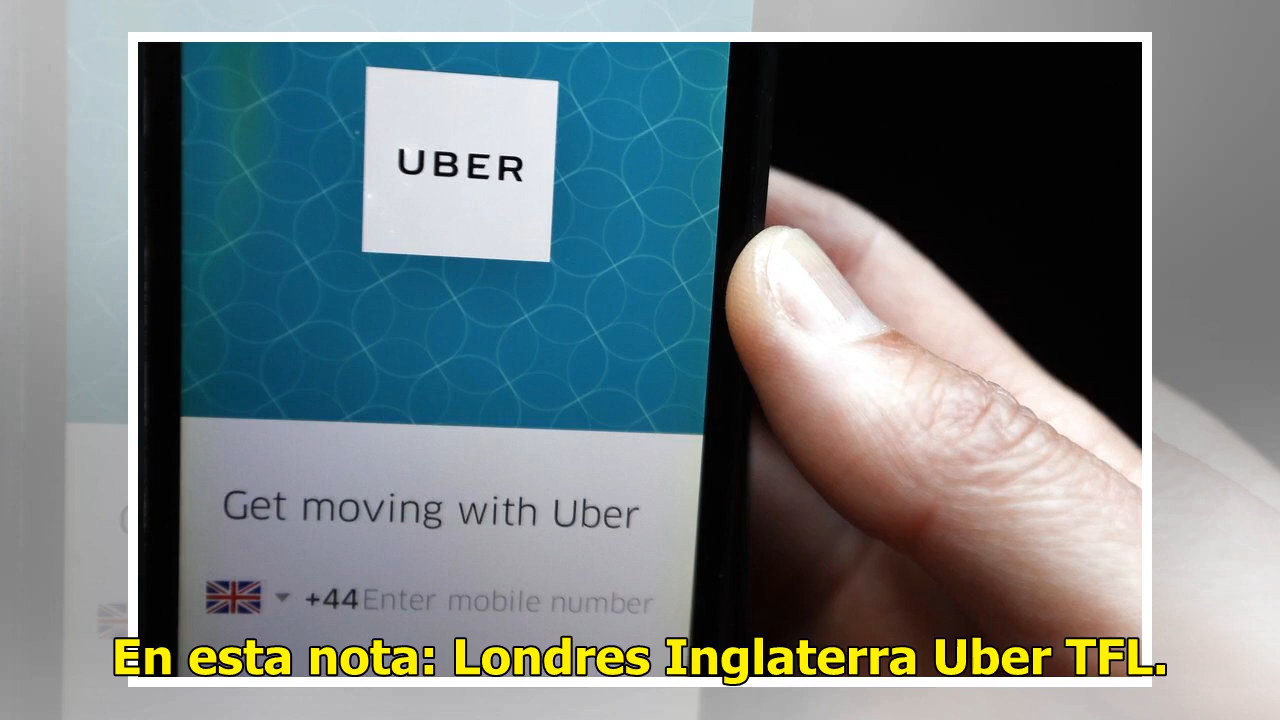 UBER
Get moving with Uber
+44 Enter mobile number
En esta nota: Londres Inglaterra Uber TFL.